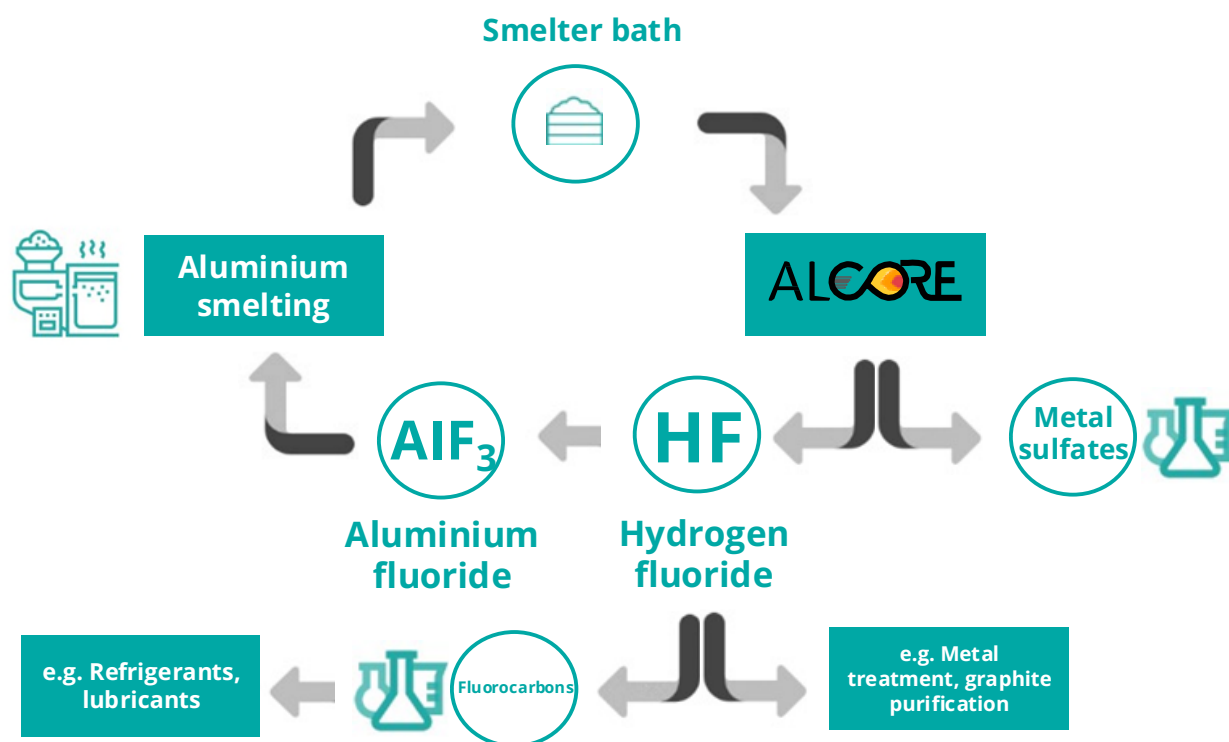 Smelter bath
Aluminium
smelting
ALCORE
AlF₃
HF
Metal
sulfates
Aluminium
fluoride
Hydrogen
fluoride
e.g. Refrigerants,
lubricants
Fluorocarbons
e.g. Metal
treatment, graphite
purification